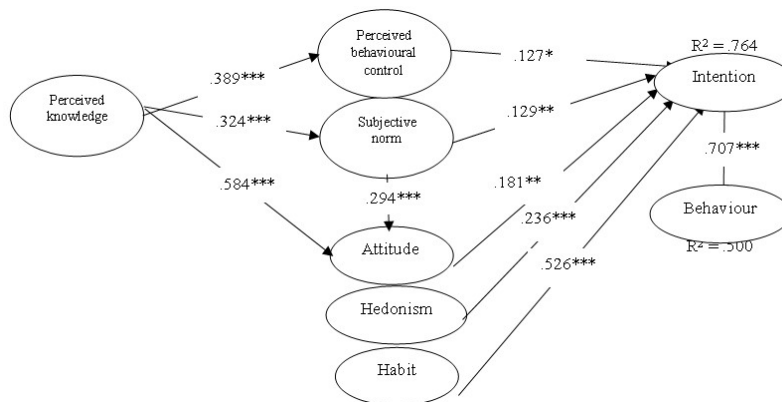 Perceived
behavioural
control
.127*
R² = .764
Intention
.389***
Perceived
knowledge
.324***
Subjective
norm
.129**
.707***
.584***
.294***
.181**
.236***
Behaviour
R² = .500
.526***
Attitude
Hedonism
Habit